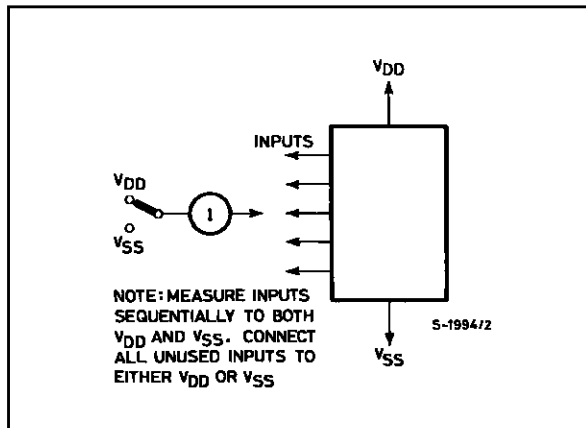 VDD
INPUTS
VDD
1
VSS
NOTE: MEASURE INPUTS
SEQUENTIALLY TO BOTH
VDD AND VSS. CONNECT
ALL UNUSED INPUTS TO
EITHER VDD OR VSS
S-1994/2
VSS